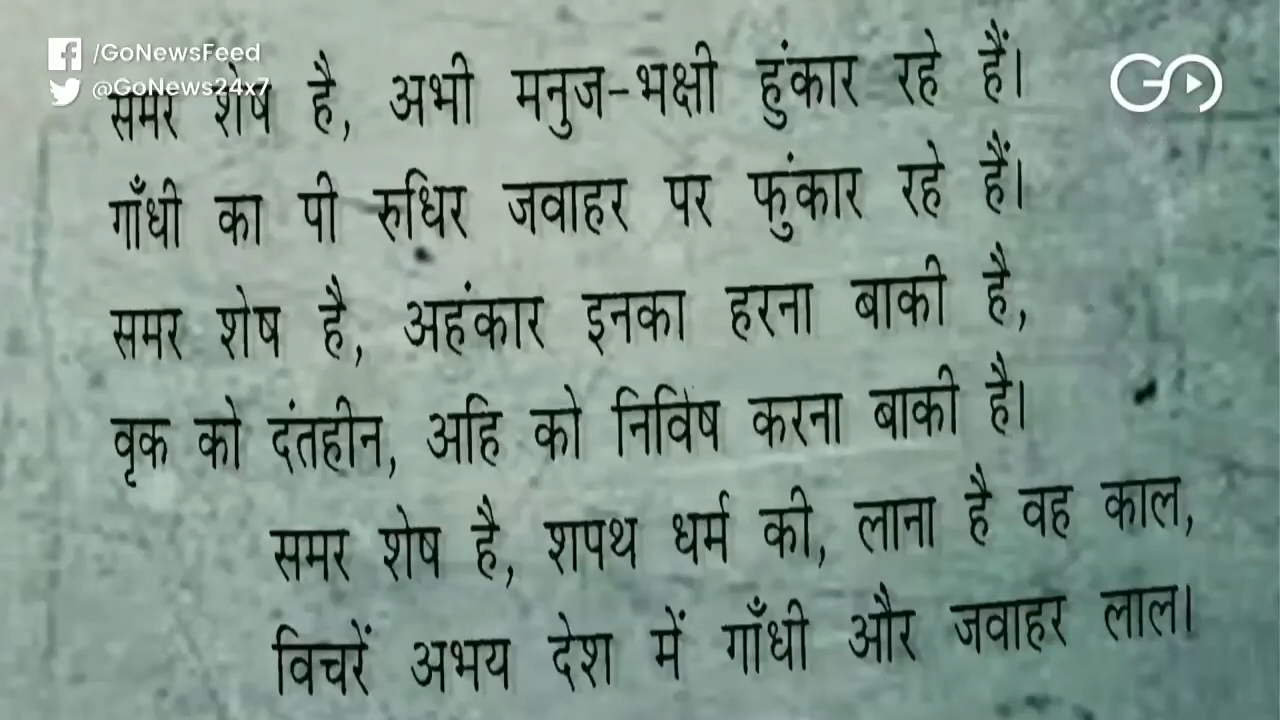 /GoNewsFeed
@GoNews24x7
GO
समर शेष है, अभी मनुज-भक्षी हुंकार रहे हैं।
गाँधी का पी रुधिर जवाहर पर फुंकार रहे हैं।
समर शेष है, अहंकार इनका हरना बाकी है,
वृक को दंतहीन, अहि को निर्विष करना बाकी है।
समर शेष है, शपथ धर्म की, लाना है वह काल,
विचरें अभय देश में गाँधी और जवाहर लाल।